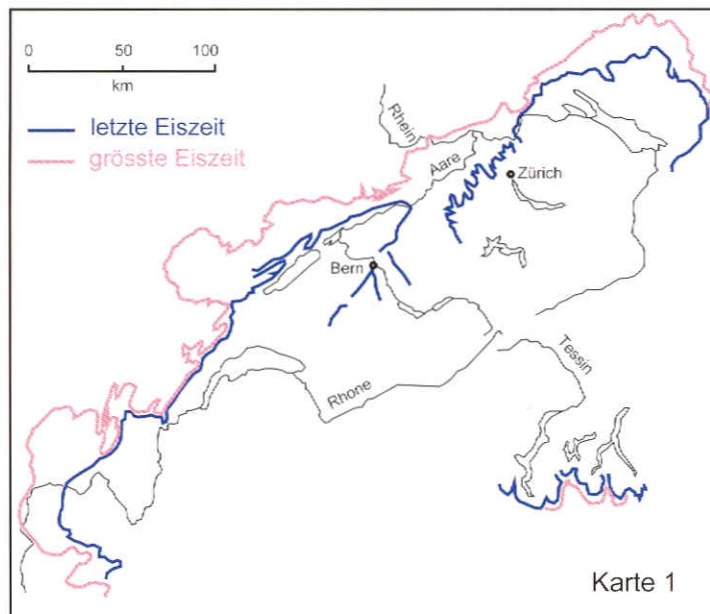 0 50 100
km
letzte Eiszeit
grösste Eiszeit
Rhein
Aare
Zürich
Bern
Rhone
Tessin
Karte 1